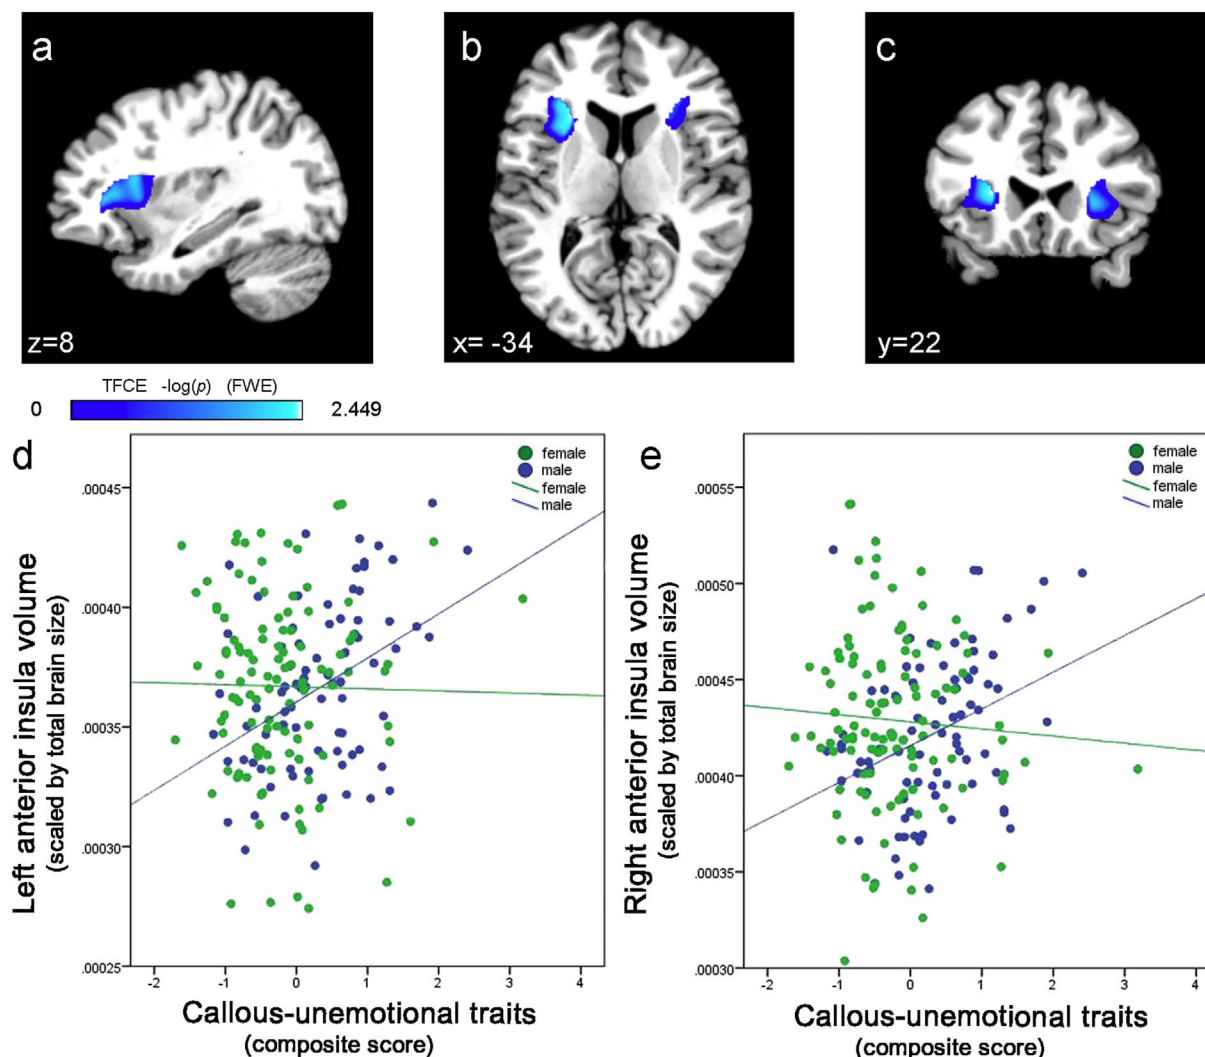 a
b
c
z=8
x= -34
y=22
TFCE -log(p) (FWE)
0
2.449
d
female
male
female
male
.00045
.00040
.00035
.00030
.00025
-2 -1 0 1 2 3 4
Left anterior insula volume
(scaled by total brain size)
Callous-unemotional traits
(composite score)
e
female
male
female
male
.00055
.00050
.00045
.00040
.00035
.00030
-2 -1 0 1 2 3 4
Right anterior insula volume
(scaled by total brain size)
Callous-unemotional traits
(composite score)